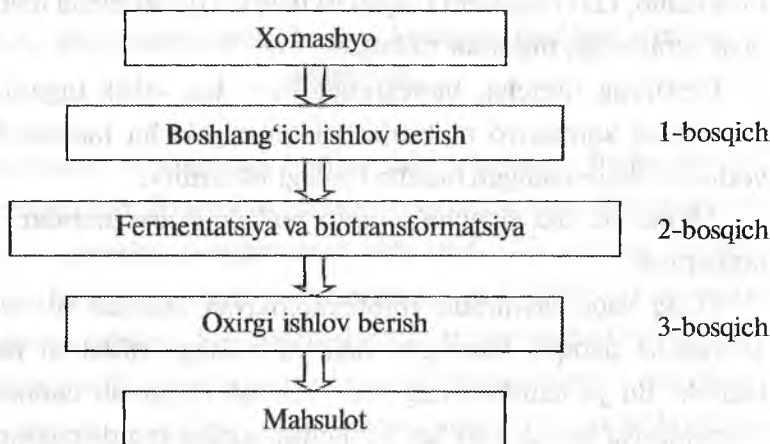 Xomashyo
Boshlang‘ich ishlov berish 1-bosqich
Fermentatsiya va biotransformatsiya 2-bosqich
Oxirgi ishlov berish 3-bosqich
Mahsulot